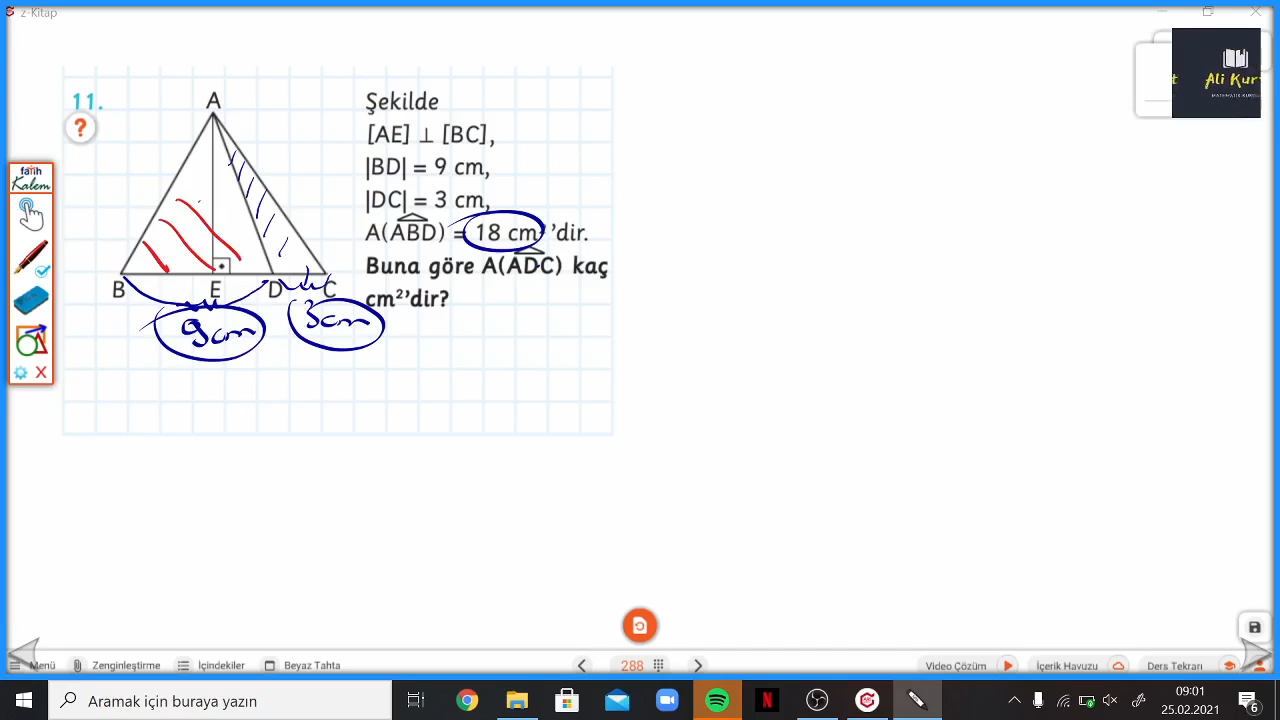 z-Kitap
Ali Kur
11.
?
A
Şekilde
[AE] ⊥ [BC],
|BD| = 9 cm,
|DC| = 3 cm,
A(ABD) = 18 cm² 'dir.
Buna göre A(ADC) kaç
cm²'dir?
B E D C
9cm 3cm
fatih
Kalem
Menü Zenginleştirme İçindekiler Beyaz Tahta 288 Video Çözüm İçerik Havuzu Ders Tekrarı
Aramak için buraya yazın
09:01
25.02.2021
6